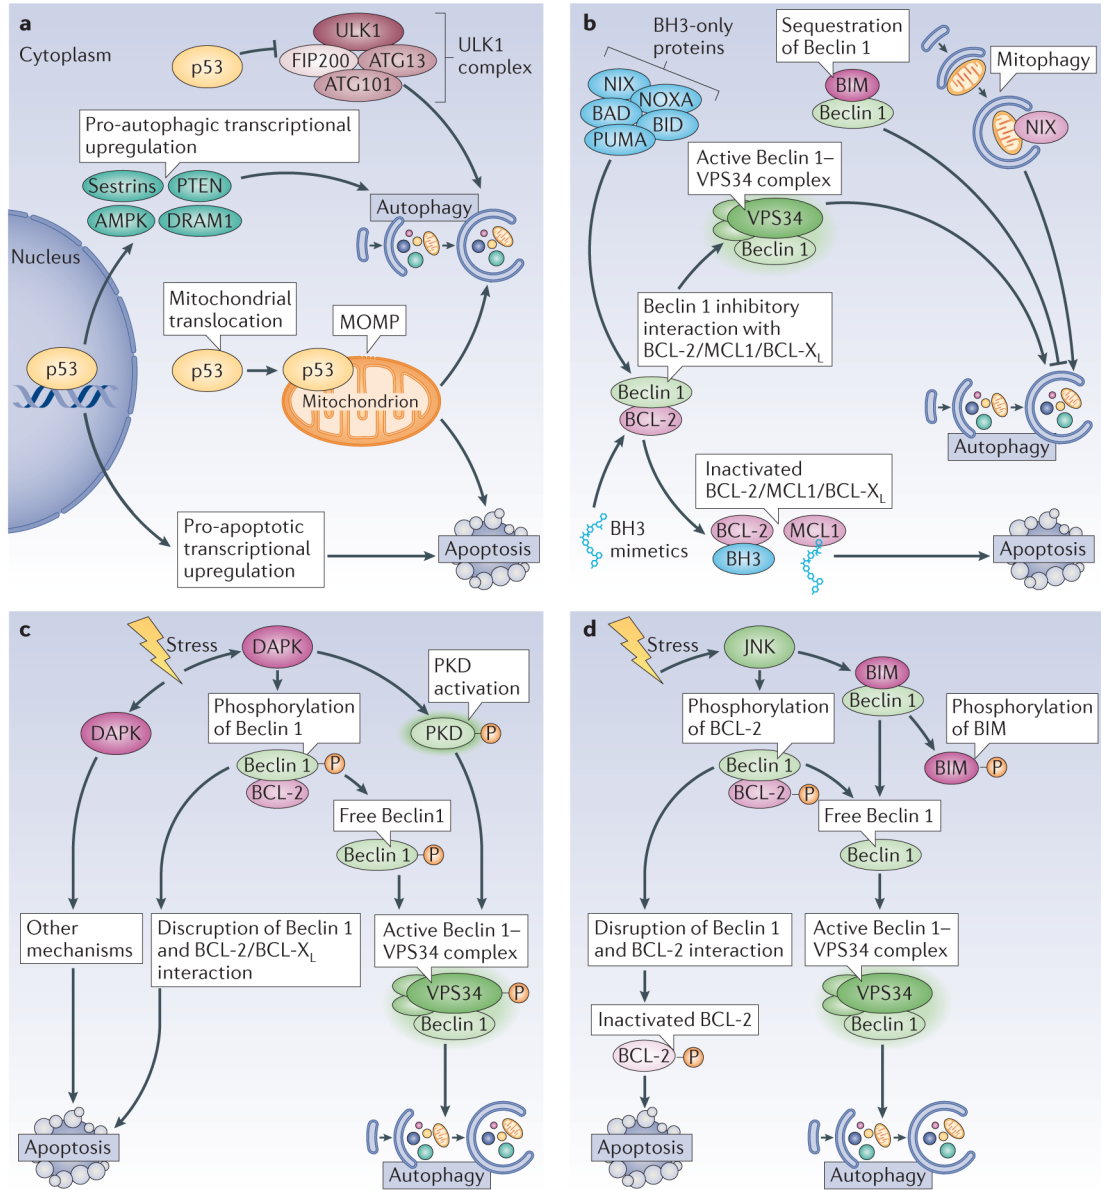 a
Cytoplasm
p53
ULK1
FIP200
ATG13
ATG101
ULK1
complex
Pro-autophagic transcriptional
upregulation
Sestrins
PTEN
AMPK
DRAM1
Autophagy
Nucleus
Mitochondrial
translocation
MOMP
p53
p53
p53
Mitochondrion
Pro-apoptotic
transcriptional
upregulation
Apoptosis
b
BH3-only
proteins
NIX
NOXA
BAD
BID
PUMA
Sequestration
of Beclin 1
BIM
Beclin 1
Mitophagy
NIX
Active Beclin 1–
VPS34 complex
VPS34
Beclin 1
Beclin 1 inhibitory
interaction with
BCL-2/MCL1/BCL-XL
Beclin 1
BCL-2
Autophagy
Inactivated
BCL-2/MCL1/BCL-XL
BH3
mimetics
BCL-2
BH3
MCL1
Apoptosis
c
Stress
DAPK
PKD
activation
DAPK
Phosphorylation
of Beclin 1
PKD
P
Beclin 1
P
BCL-2
Free Beclin1
Beclin 1
P
Other
mechanisms
Disruption of Beclin 1
and BCL-2/BCL-XL
interaction
Active Beclin 1–
VPS34 complex
VPS34
P
Beclin 1
Apoptosis
Autophagy
d
Stress
JNK
BIM
Beclin 1
Phosphorylation
of BCL-2
Phosphorylation
of BIM
BIM
P
Beclin 1
BCL-2
P
Free Beclin 1
Beclin 1
Disruption of Beclin 1
and BCL-2 interaction
Active Beclin 1–
VPS34 complex
VPS34
Beclin 1
Inactivated BCL-2
BCL-2
P
Apoptosis
Autophagy